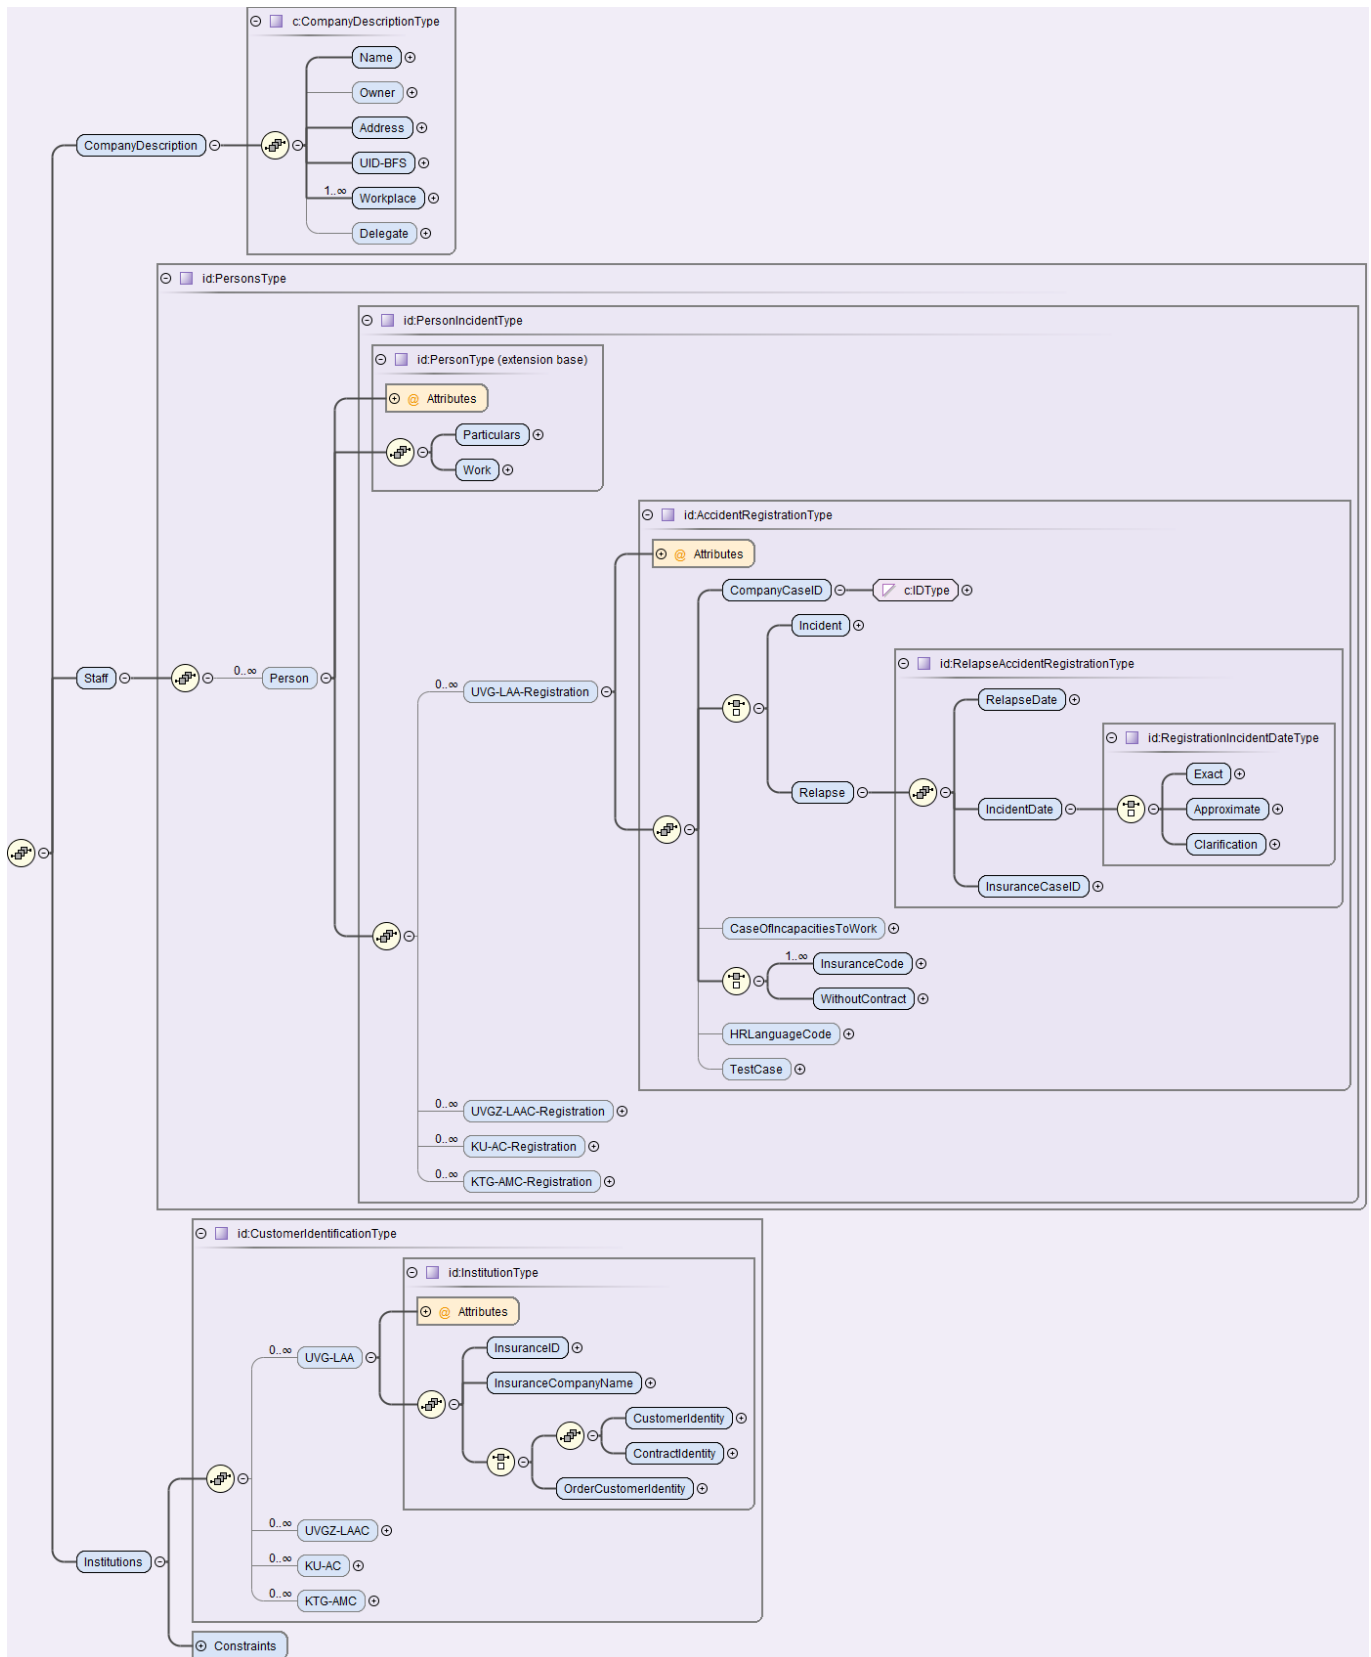 c:CompanyDescriptionType
Name
Owner
Address
CompanyDescription
UID-BFS
1..∞
Workplace
Delegate
id:PersonsType
id:PersonIncidentType
id:PersonType (extension base)
@ Attributes
Particulars
Work
id:AccidentRegistrationType
@ Attributes
CompanyCaseID
c:IDType
Incident
id:RelapseAccidentRegistrationType
Staff
0..∞
Person
0..∞
UVG-LAA-Registration
RelapseDate
id:RegistrationIncidentDateType
Exact
Relapse
IncidentDate
Approximate
Clarification
InsuranceCaseID
CaseOfIncapacitiesToWork
1..∞
InsuranceCode
WithoutContract
HRLanguageCode
TestCase
0..∞
UVGZ-LAAC-Registration
0..∞
KU-AC-Registration
0..∞
KTG-AMC-Registration
id:CustomerIdentificationType
id:InstitutionType
@ Attributes
0..∞
UVG-LAA
InsuranceID
InsuranceCompanyName
CustomerIdentity
ContractIdentity
OrderCustomerIdentity
0..∞
UVGZ-LAAC
Institutions
0..∞
KU-AC
0..∞
KTG-AMC
Constraints